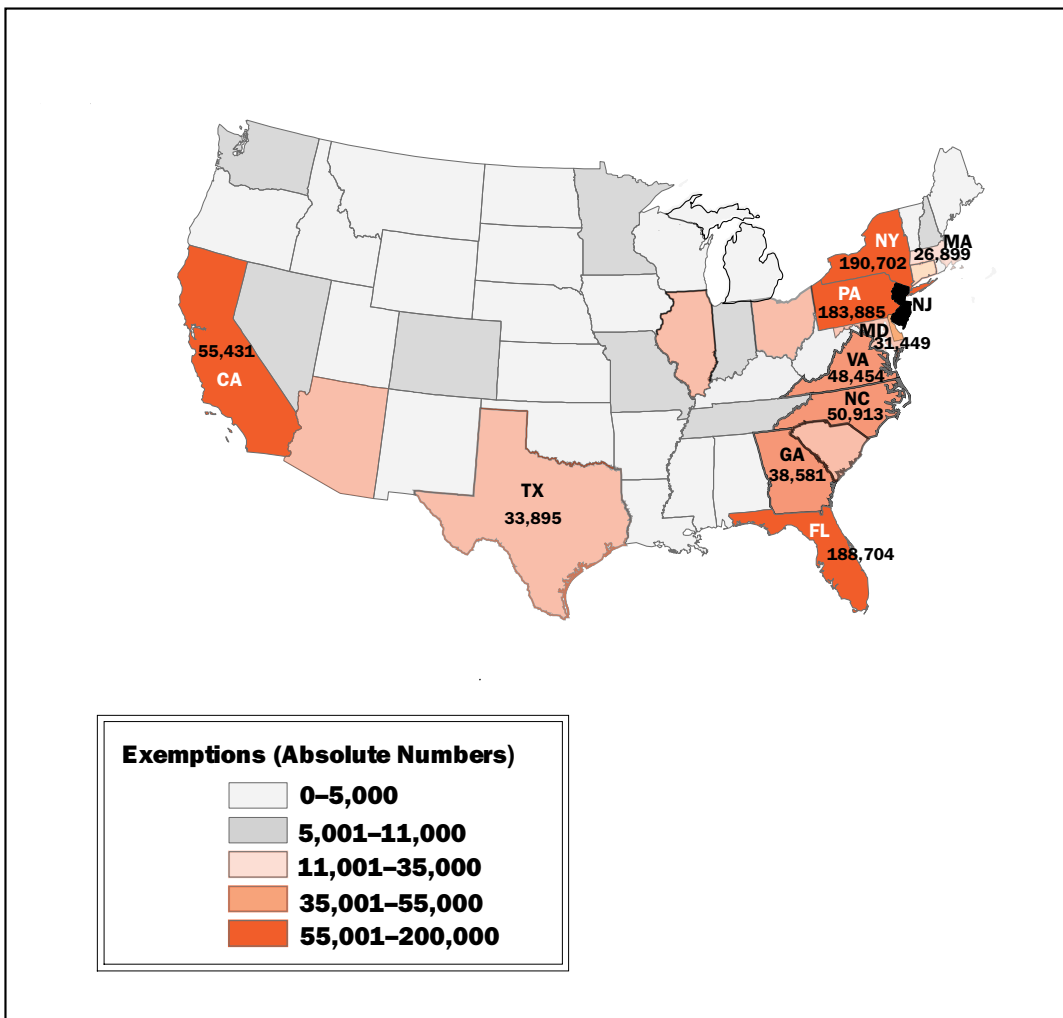 NY
190,702
MA
26,899
PA
183,885
NJ
MD
31,449
VA
48,454
NC
50,913
GA
38,581
FL
188,704
55,431
CA
TX
33,895
Exemptions (Absolute Numbers)
0–5,000
5,001–11,000
11,001–35,000
35,001–55,000
55,001–200,000